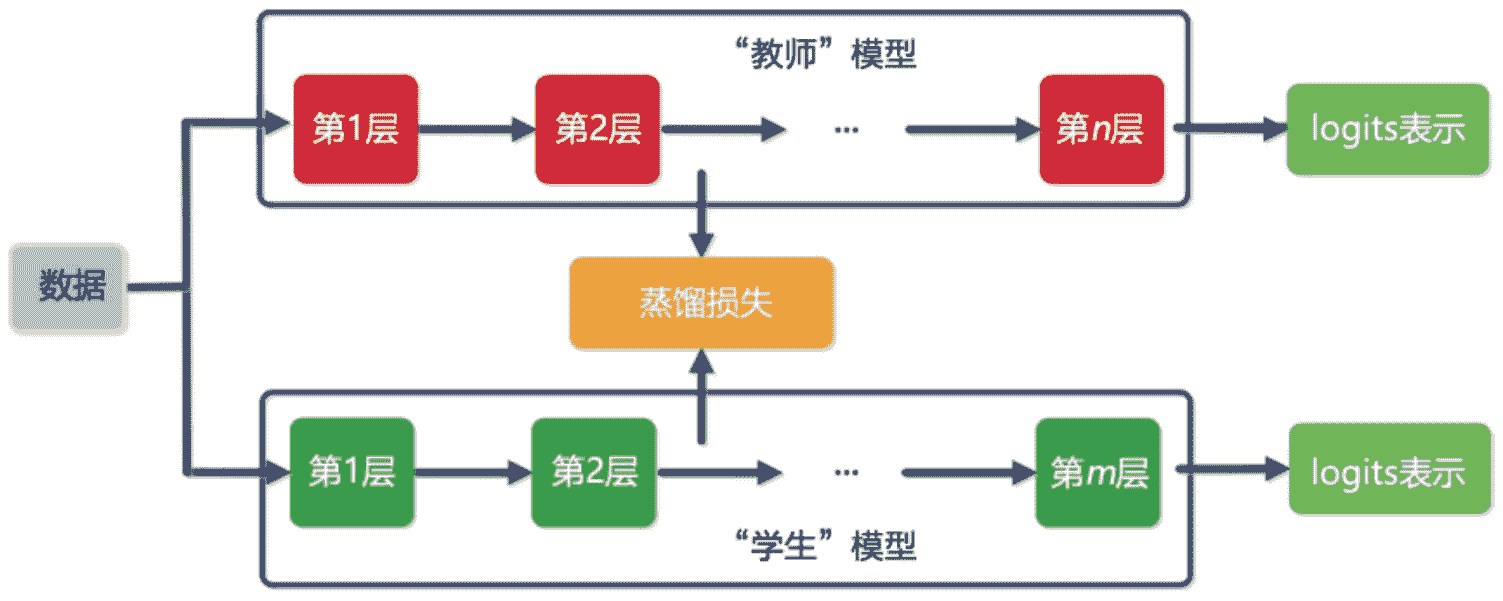 “教师”模型
第1层
第2层
...
第n层
logits表示
数据
蒸馏损失
第1层
第2层
...
第m层
logits表示
“学生”模型